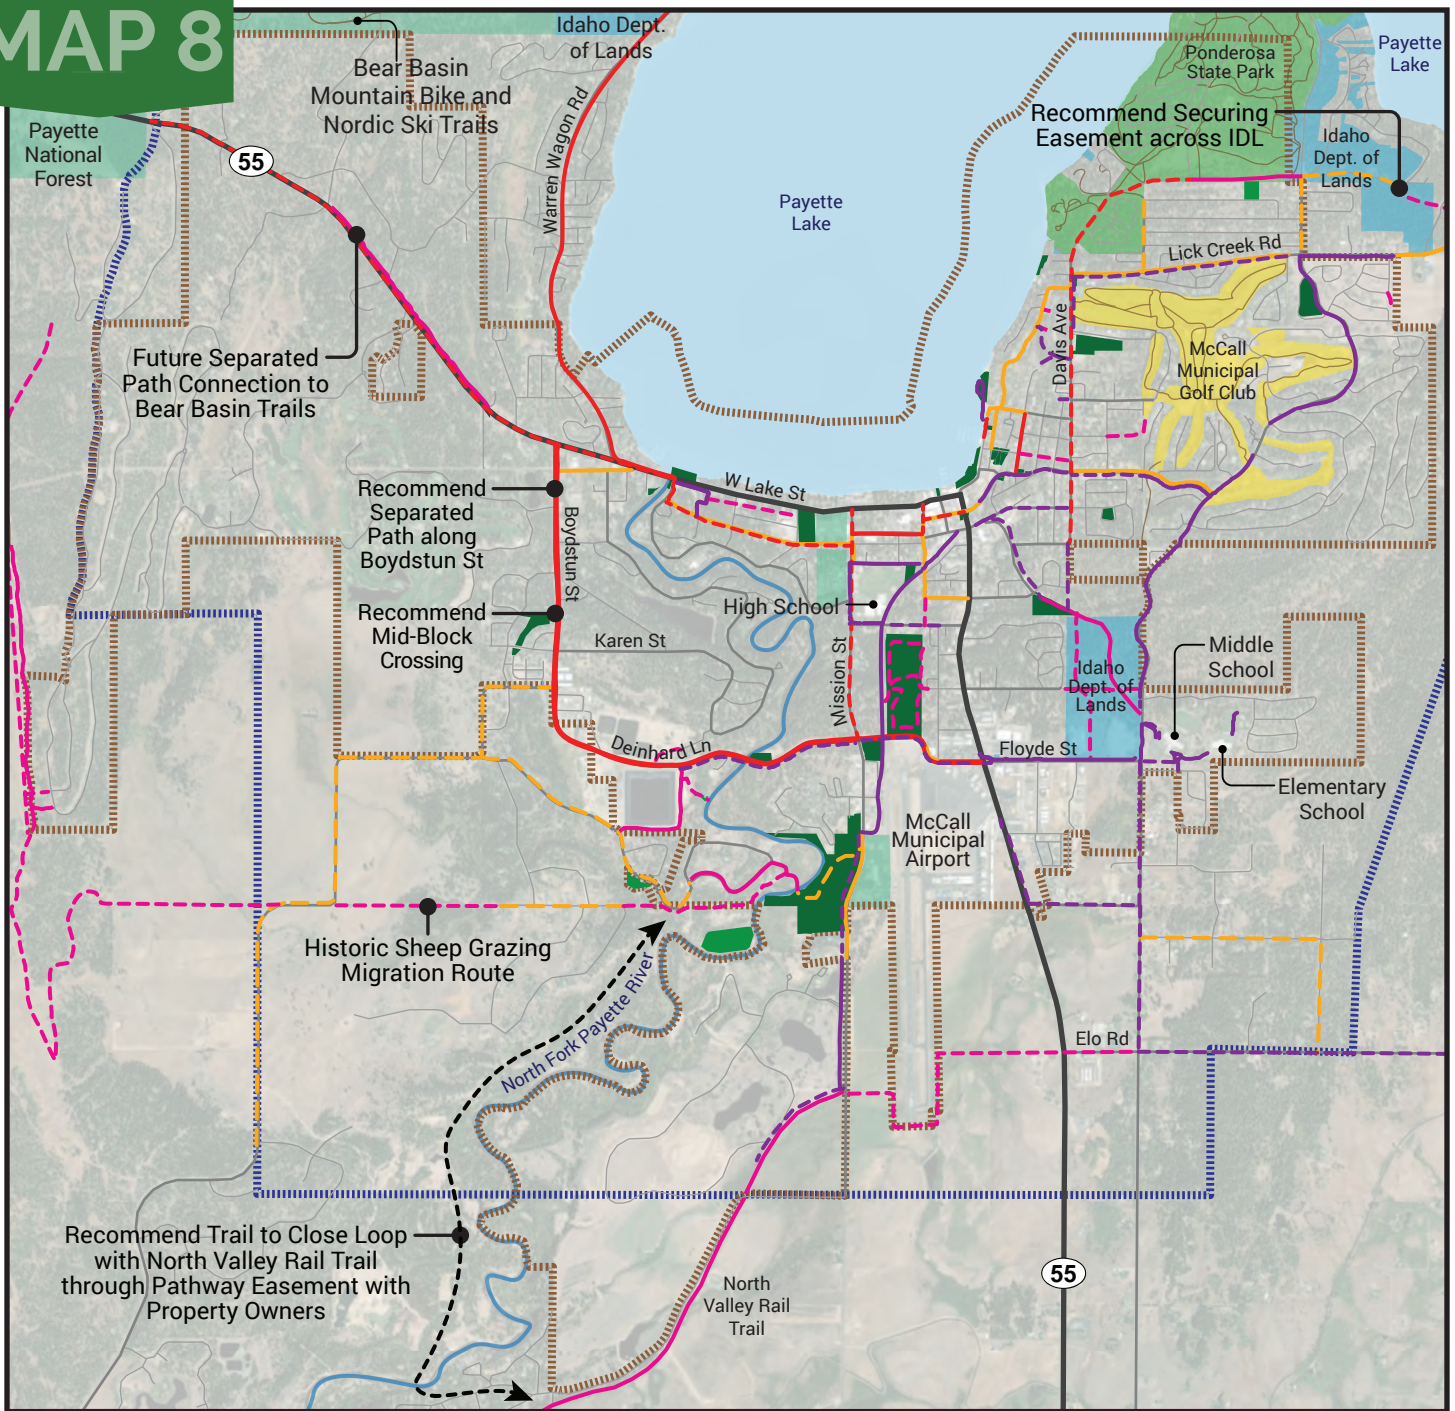 MAP 8
Idaho Dept.
of Lands
Bear Basin
Mountain Bike and
Nordic Ski Trails
Payette
National
Forest
55
Warren Wagon Rd
Payette
Lake
Ponderosa
State Park
Payette
Lake
Recommend Securing
Easement across IDL
Idaho
Dept. of
Lands
Lick Creek Rd
Davis Ave
McCall
Municipal
Golf Club
Future Separated
Path Connection to
Bear Basin Trails
W Lake St
Recommend
Separated
Path along
Boydstun St
Boydstun St
Recommend
Mid-Block
Crossing
Karen St
High School
Mission St
Idaho
Dept. of
Lands
Middle
School
Deinhard Ln
Floyde St
Elementary
School
McCall
Municipal
Airport
Historic Sheep Grazing
Migration Route
North Fork Payette River
Elo Rd
Recommend Trail to Close Loop
with North Valley Rail Trail
through Pathway Easement with
Property Owners
North
Valley Rail
Trail
55